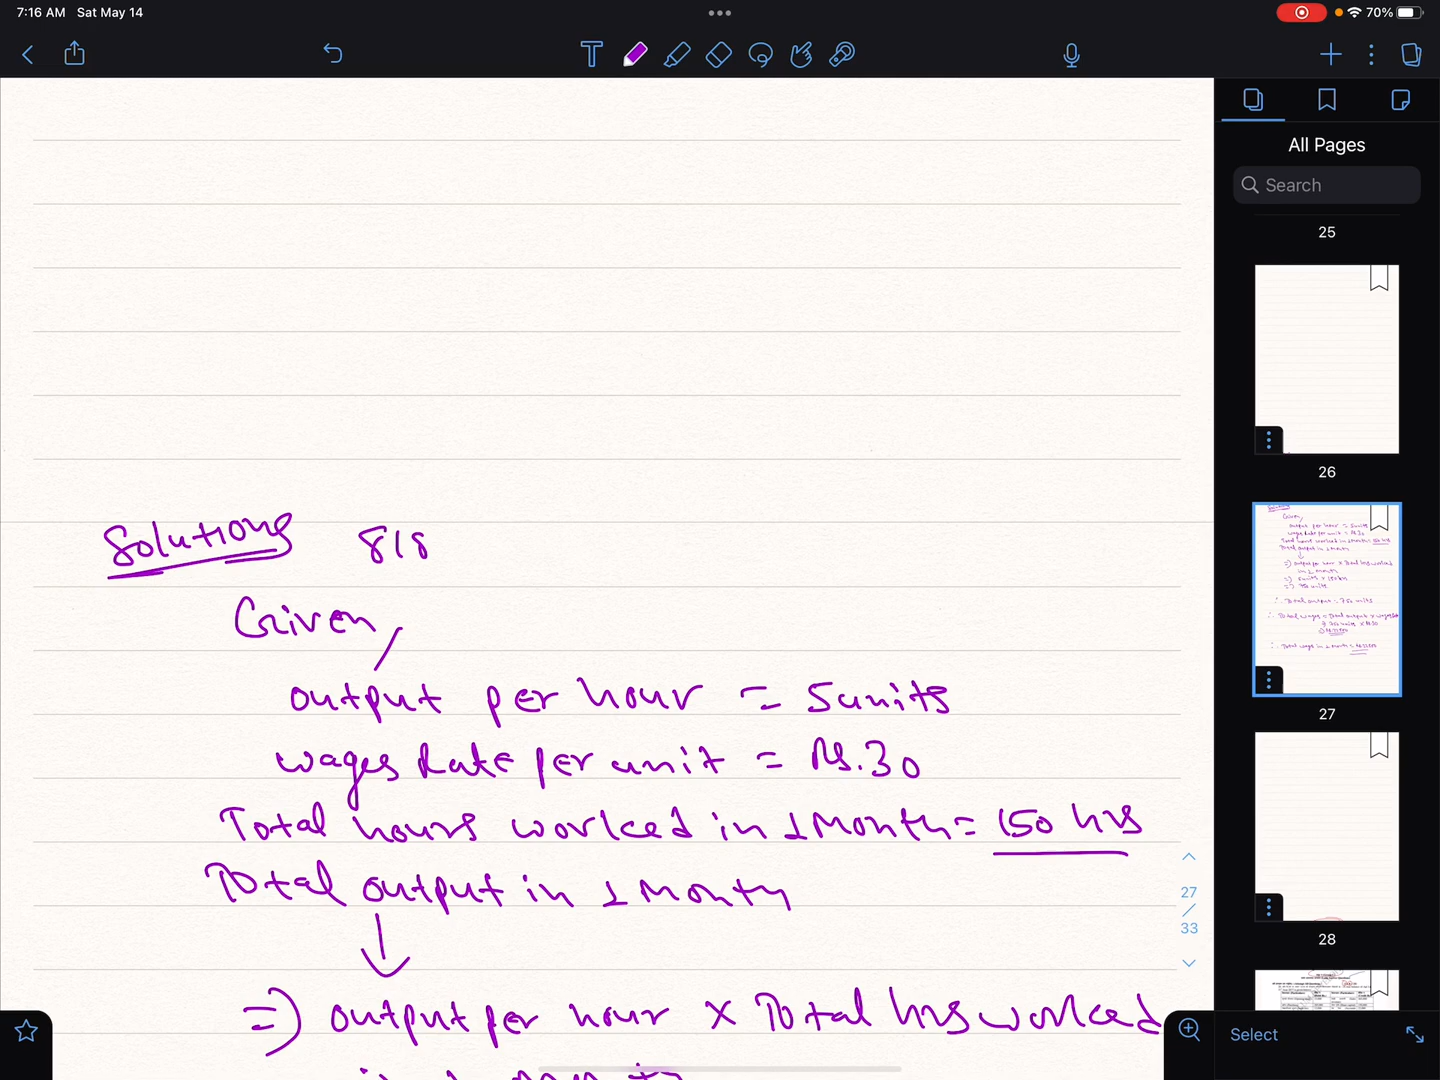 7:16 AM Sat May 14
70%
All Pages
Search
25
26
27
28
Solutions 818
Given,
output per hour = 5units
wages Rate per unit = Rs.30
Total hours worked in 1 Month = 150 hrs
Total output in 1 Month
27
/
33
=) output per hour x Total hrs worked
Select